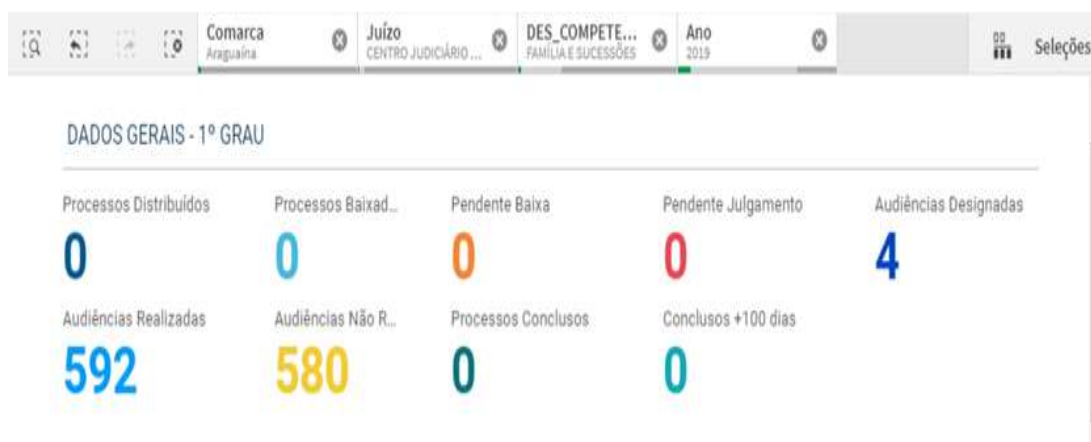 Comarca
Araguaína
Juízo
CENTRO JUDICIÁRIO ...
DES_COMPETE...
FAMÍLIA E SUCESSÕES
Ano
2019
Seleções
DADOS GERAIS - 1º GRAU
Processos Distribuídos
Processos Baixad...
Pendente Baixa
Pendente Julgamento
Audiências Designadas
0
0
0
0
4
Audiências Realizadas
Audiências Não R...
Processos Conclusos
Conclusos +100 dias
592
580
0
0